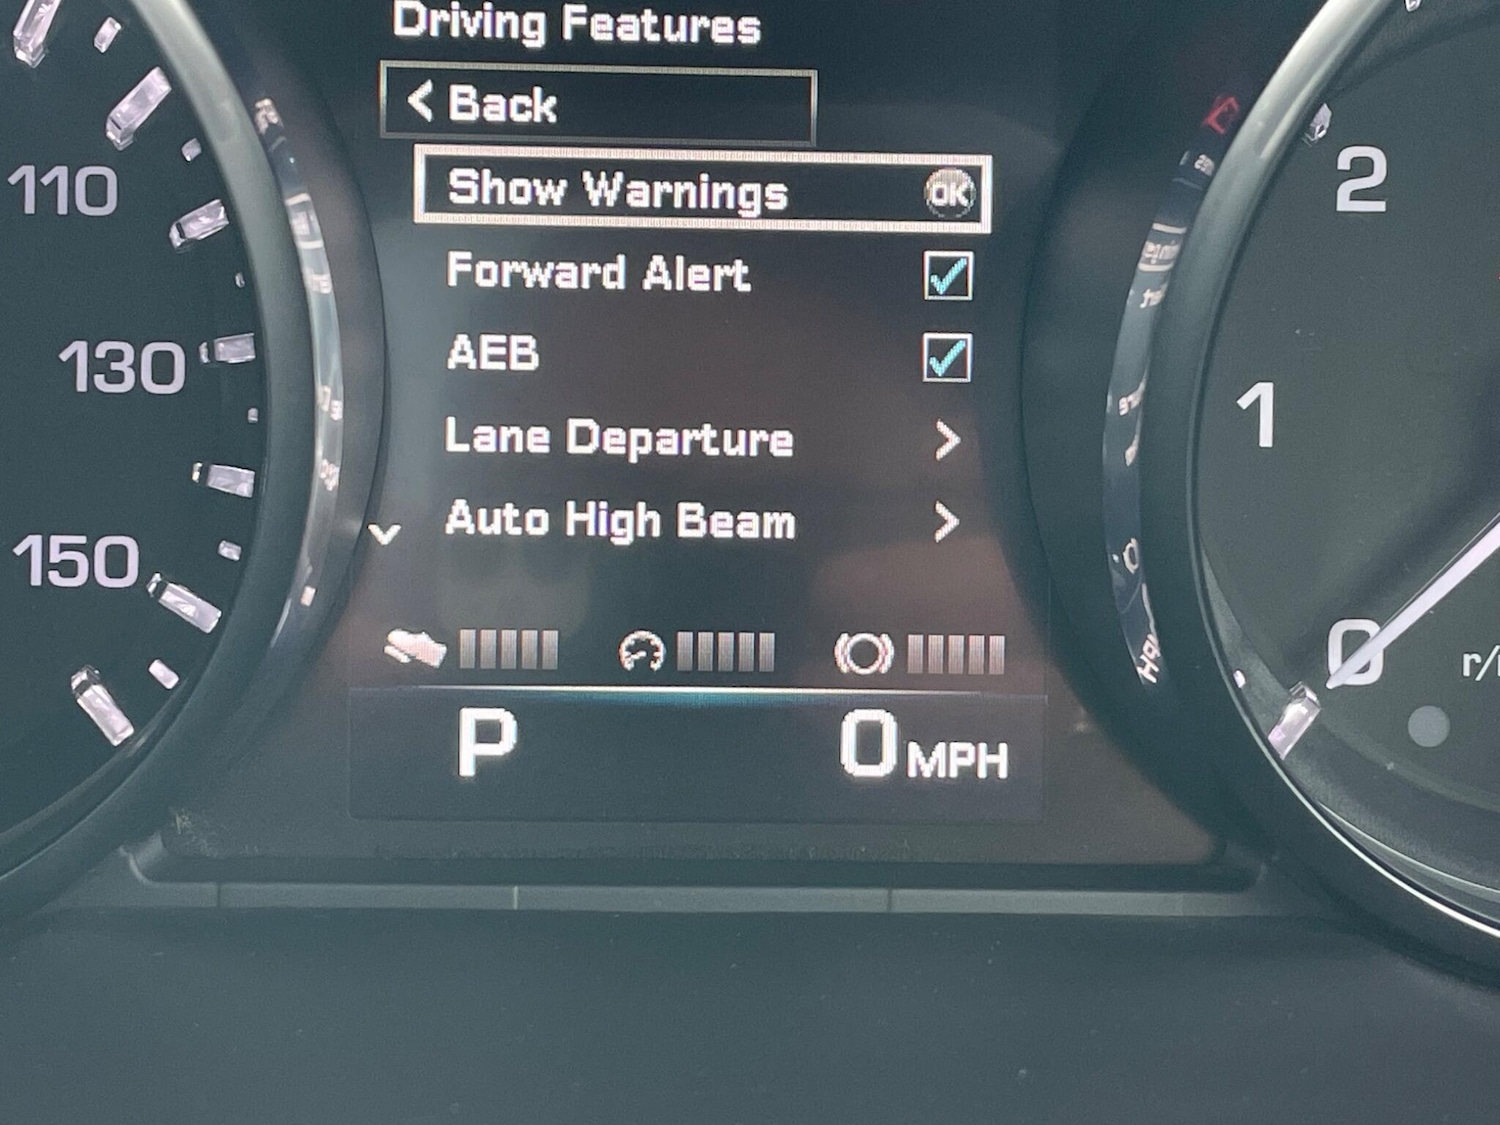 Driving Features
< Back
Show Warnings OK
Forward Alert
AEB
Lane Departure >
Auto High Beam >
P 0 MPH
110
130
150
2
1
0